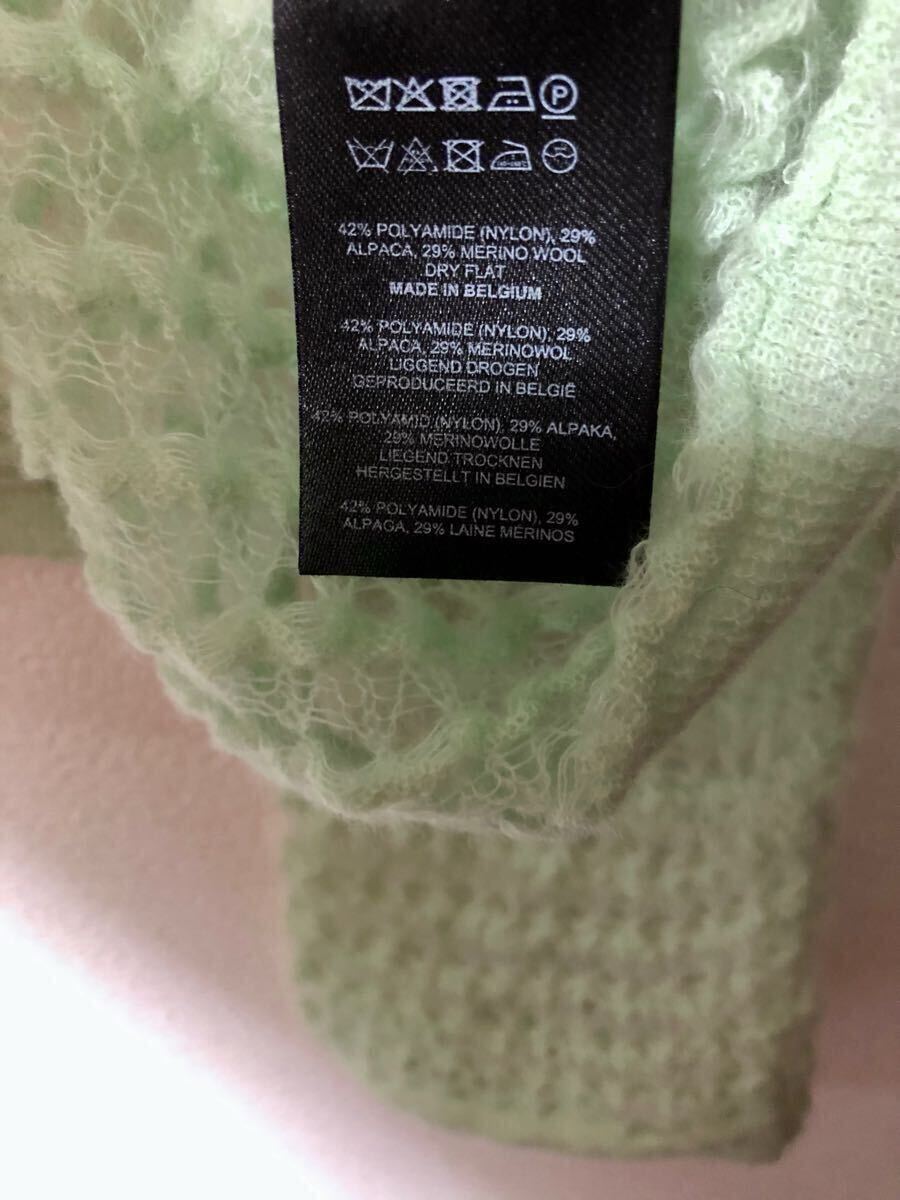 P
42% POLYAMIDE (NYLON), 29%
ALPACA, 29% MERINO WOOL
DRY FLAT
MADE IN BELGIUM
42% POLYAMIDE (NYLON), 29%
ALPACA, 29% MERINOWOL
LIGGEND DROGEN
GEPRODUCEERD IN BELGIË
42% POLYAMID (NYLON), 29% ALPAKA,
29% MERINOWOLLE
LIEGEND TROCKNEN
HERGESTELLT IN BELGIEN
42% POLYAMIDE (NYLON), 29%
ALPAGA, 29% LAINE MÉRINOS